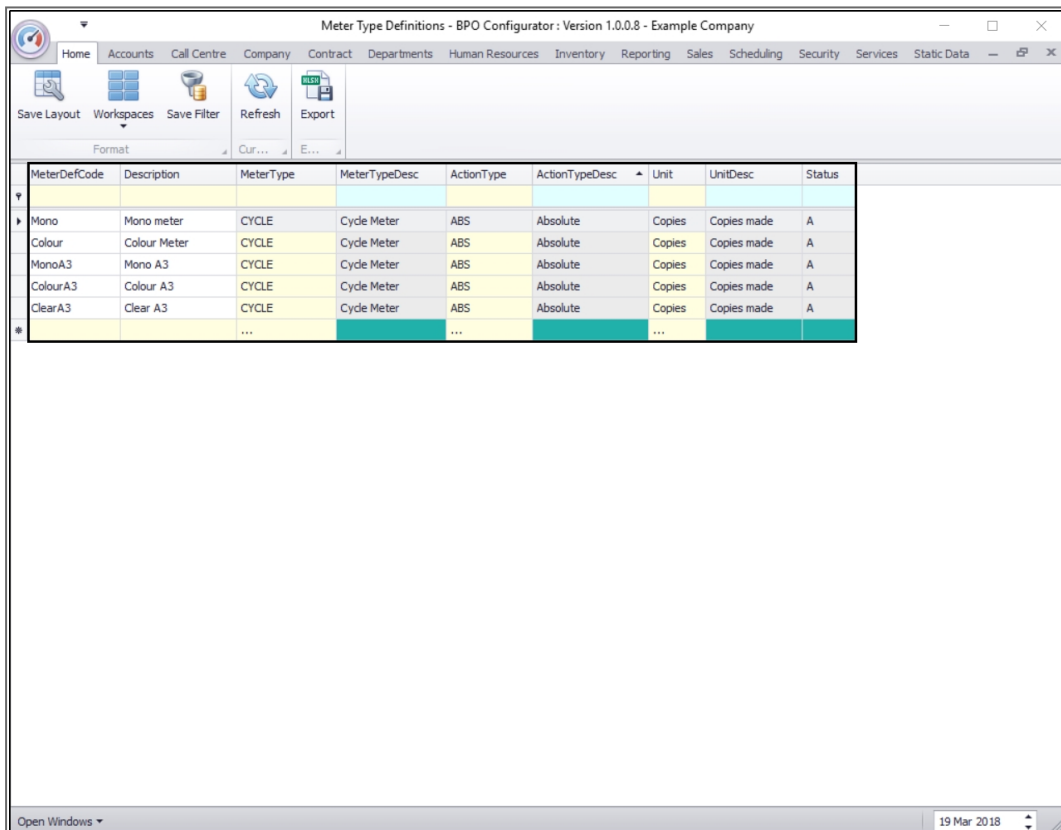 Meter Type Definitions - BPO Configurator : Version 1.0.0.8 - Example Company
Home Accounts Call Centre Company Contract Departments Human Resources Inventory Reporting Sales Scheduling Security Services Static Data
XLSX
Save Layout Workspaces Save Filter Refresh Export
Format Cur... E...
MeterDefCode Description MeterType MeterTypeDesc ActionType ActionTypeDesc Unit UnitDesc Status
Mono Mono meter CYCLE Cycle Meter ABS Absolute Copies Copies made A
Colour Colour Meter CYCLE Cycle Meter ABS Absolute Copies Copies made A
MonoA3 Mono A3 CYCLE Cycle Meter ABS Absolute Copies Copies made A
ColourA3 Colour A3 CYCLE Cycle Meter ABS Absolute Copies Copies made A
ClearA3 Clear A3 CYCLE Cycle Meter ABS Absolute Copies Copies made A
... ... ...
Open Windows 19 Mar 2018